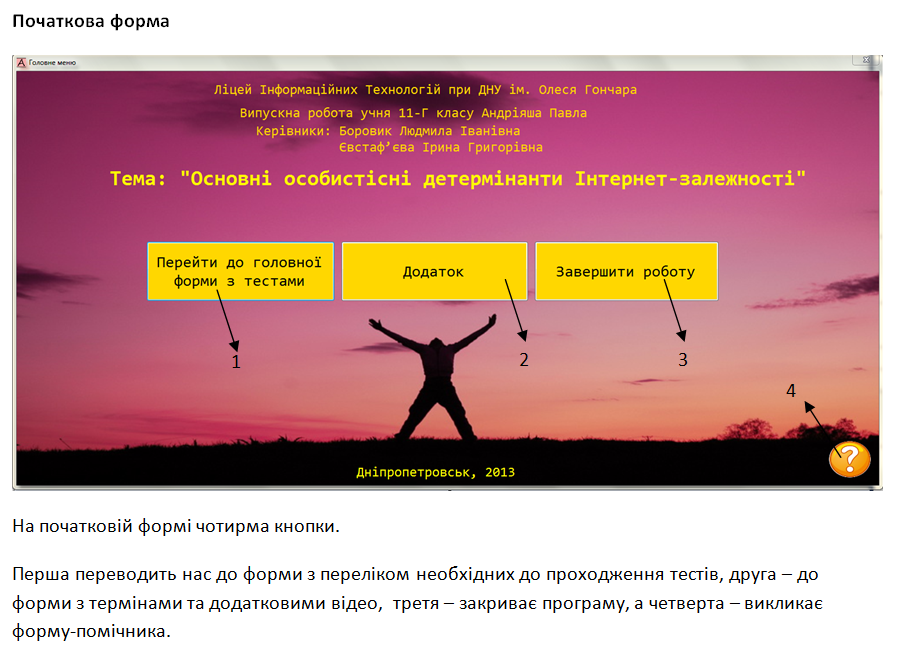 Початкова форма
Головне меню
Ліцей Інформаційних Технологій при ДНУ ім. Олеся Гончара
Випускна робота учня 11-Г класу Андріяша Павла
Керівники: Боровик Людмила Іванівна
Євстаф’єва Ірина Григорівна
Тема: "Основні особистісні детермінанти Інтернет-залежності"
Перейти до головної
форми з тестами
Додаток
Завершити роботу
1
2
3
4
?
Дніпропетровськ, 2013
На початковій формі чотирма кнопки.
Перша переводить нас до форми з переліком необхідних до проходження тестів, друга – до
форми з термінами та додатковими відео, третя – закриває програму, а четверта – викликає
форму-помічника.